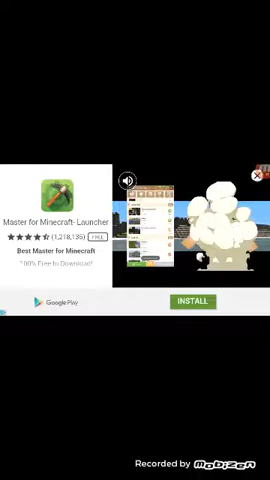 Master for Minecraft- Launcher
(1,218,135) FREE
Best Master for Minecraft
"100% Free to Download!"
Google Play
INSTALL
Recorded by MOBIZEN